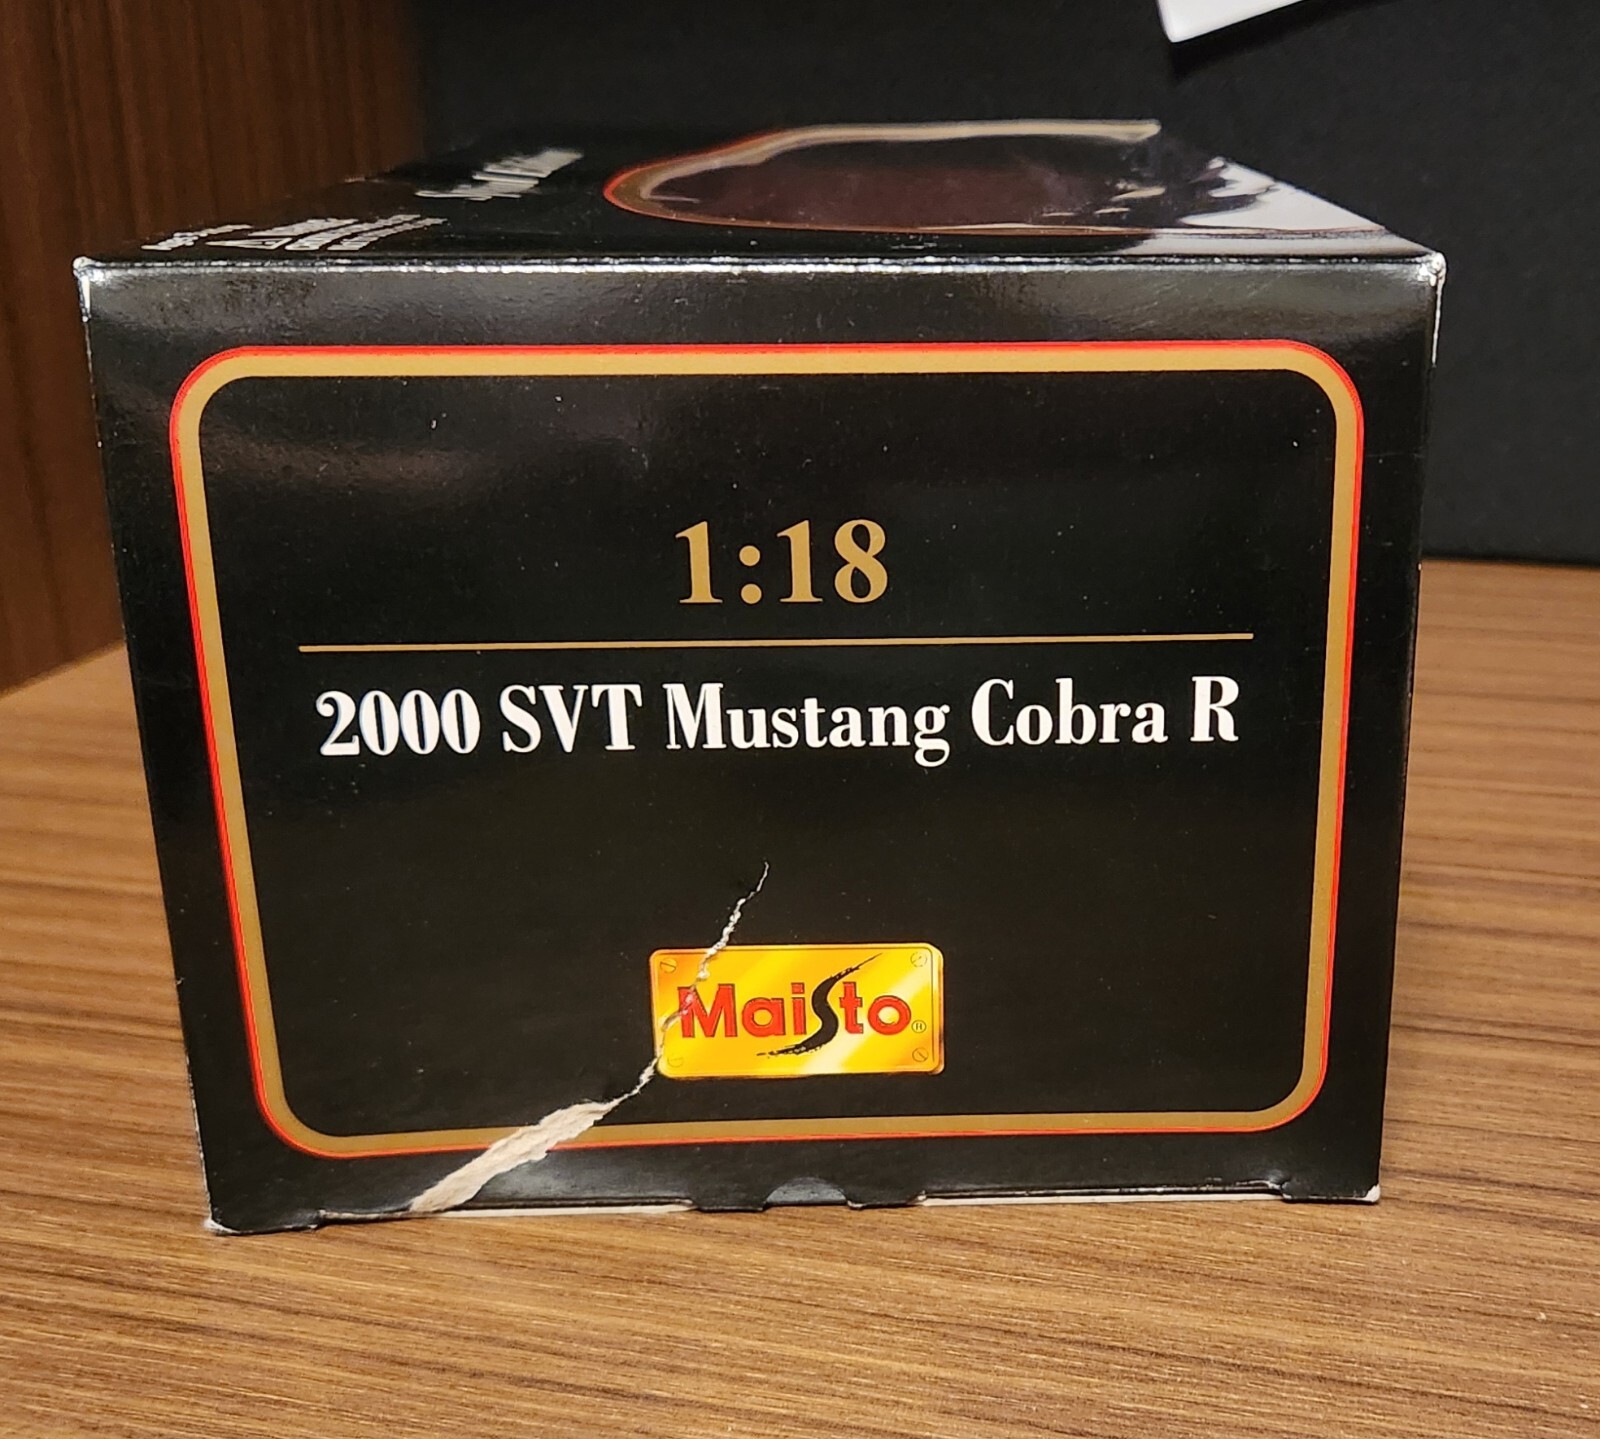 1:18
2000 SVT Mustang Cobra R
Maisto®